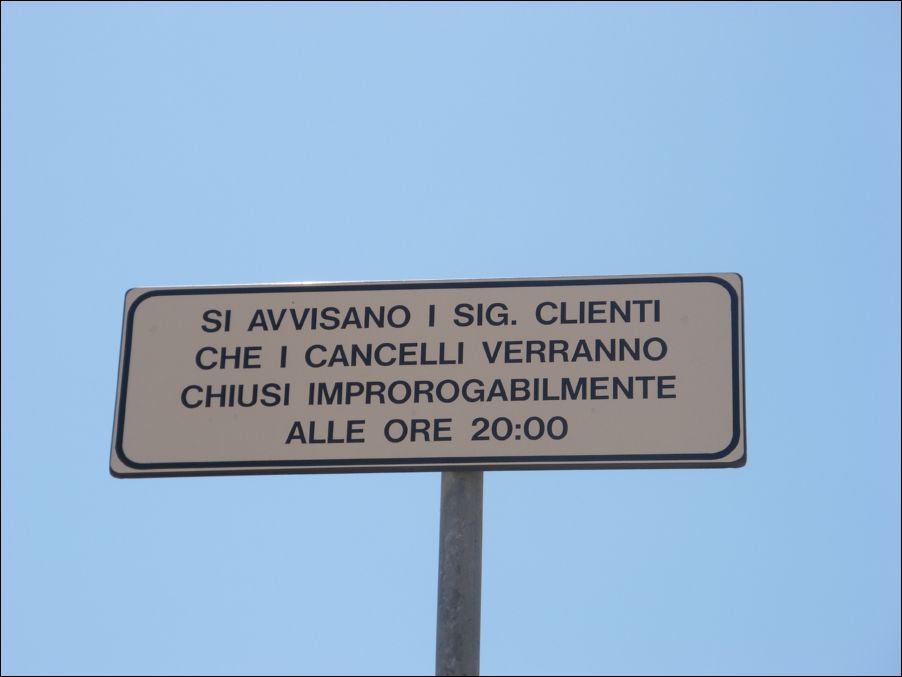 SI AVVISANO I SIG. CLIENTI
CHE I CANCELLI VERRANNO
CHIUSI IMPROROGABILMENTE
ALLE ORE 20:00